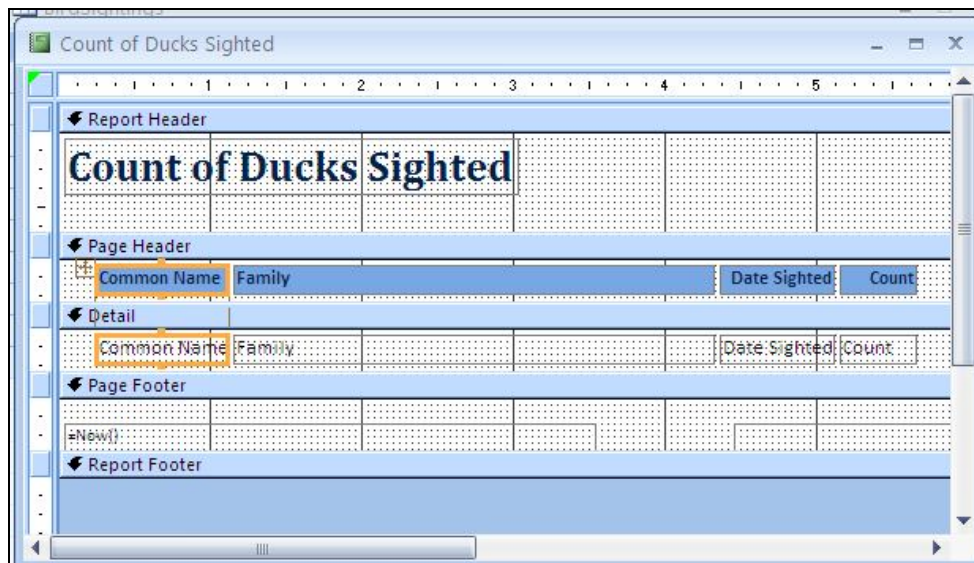 BirdSightings
Count of Ducks Sighted
1 2 3 4 5
Report Header
Count of Ducks Sighted
Page Header
Common Name Family Date Sighted Count
Detail
Common Name Family Date Sighted Count
Page Footer
=Now()
Report Footer